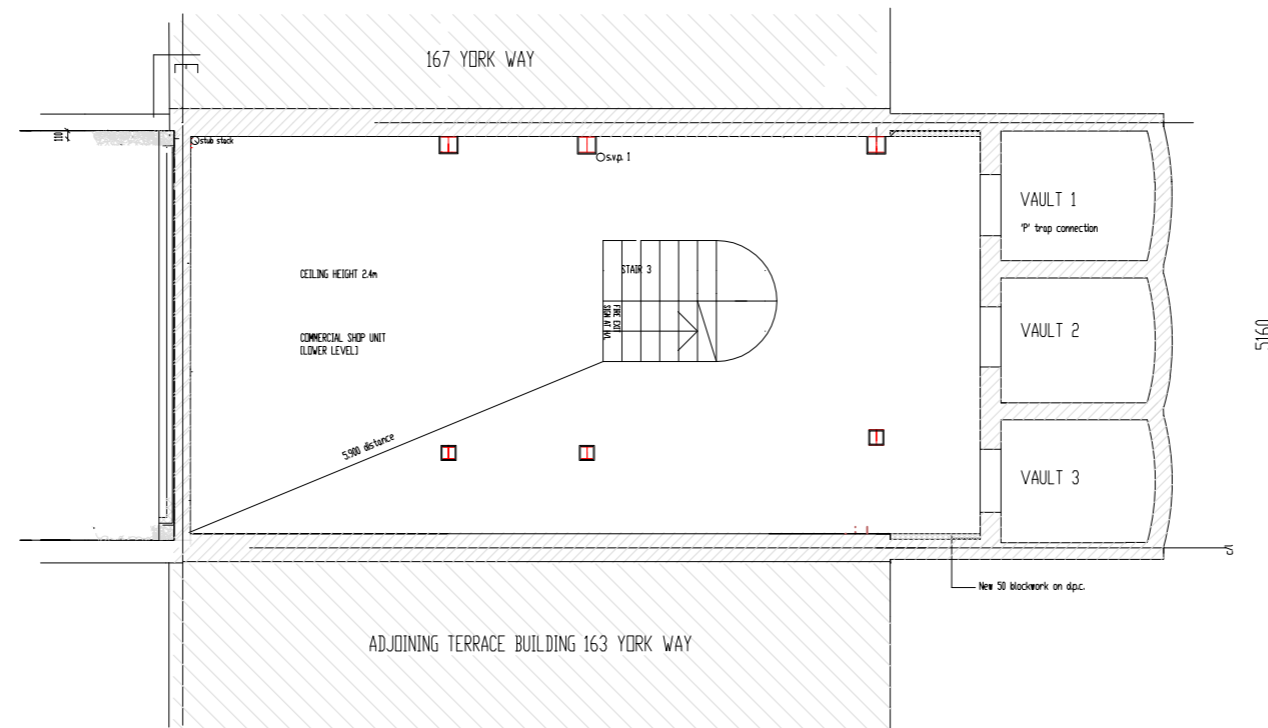 167 YORK WAY
110
stub stack
s.v.p. 1
VAULT 1
'P' trap connection
CEILING HEIGHT 2.4m
STAIR 3
FIRE EXIT
SIGN AT H/L
COMMERCIAL SHOP UNIT
(LOWER LEVEL)
VAULT 2
5160
5.900 distance
VAULT 3
c/l
New 50 blockwork on d.p.c.
ADJOINING TERRACE BUILDING 163 YORK WAY